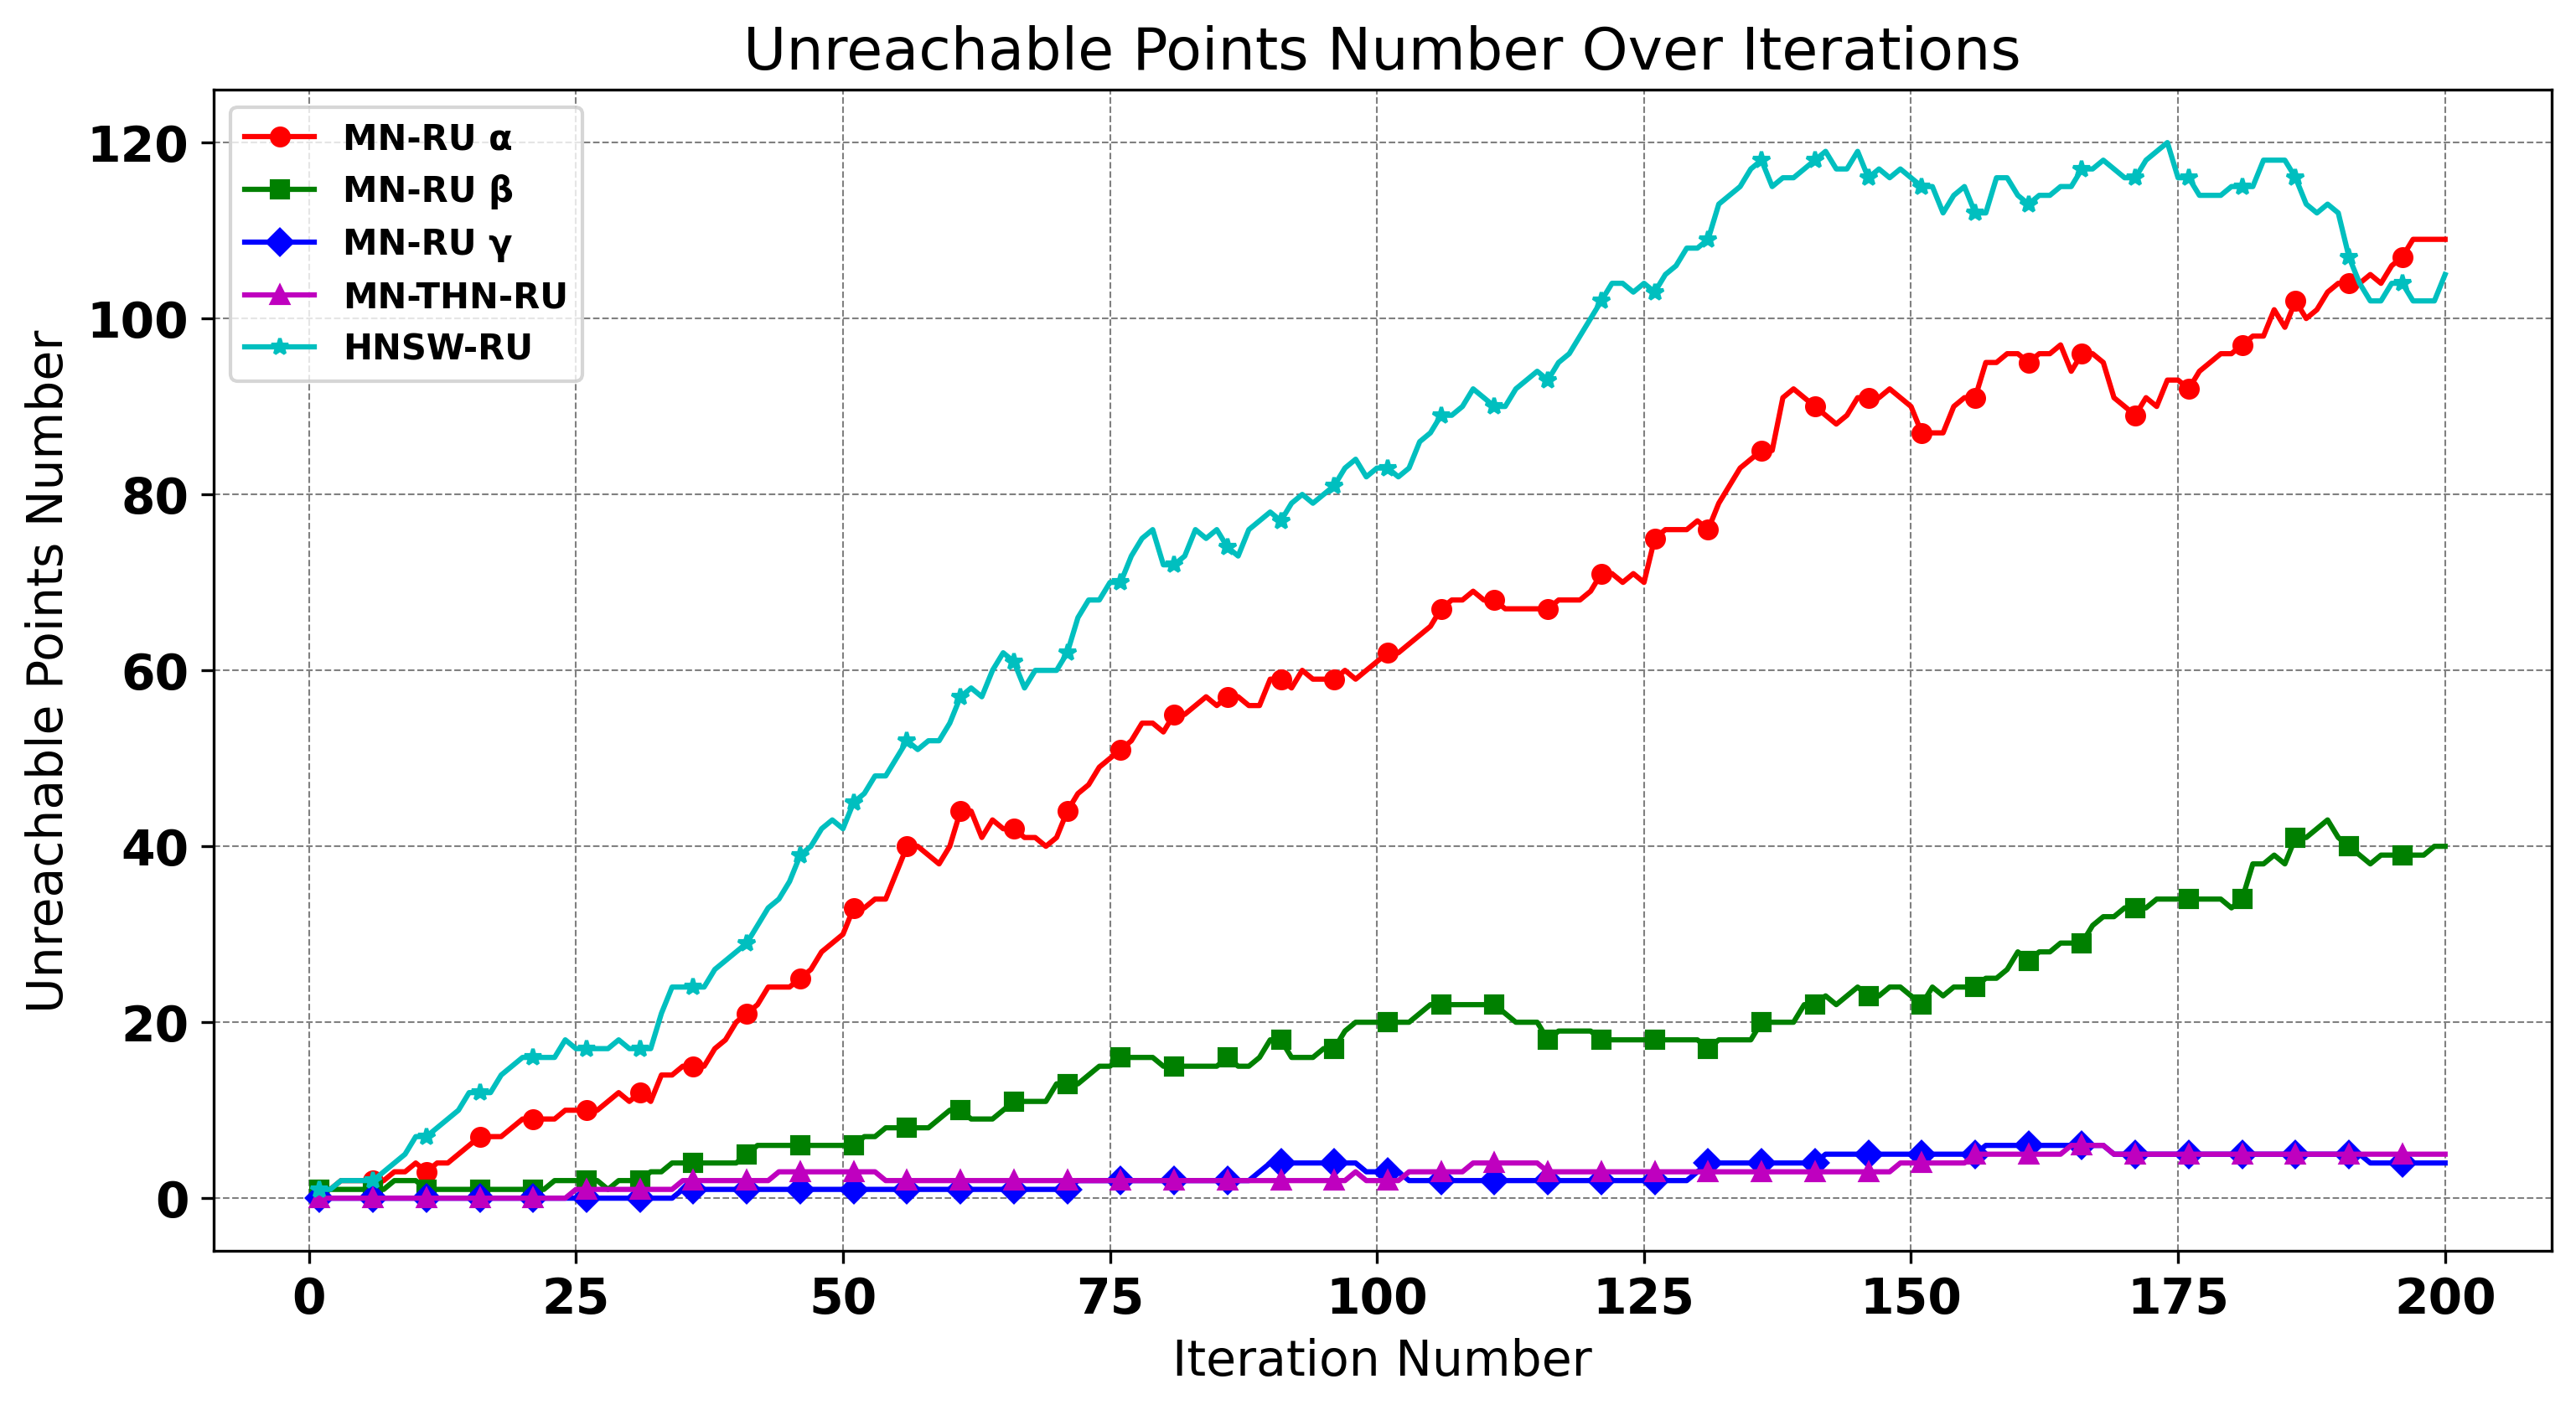 Unreachable Points Number Over Iterations
MN-RU α
MN-RU β
MN-RU γ
MN-THN-RU
HNSW-RU
Unreachable Points Number
120
100
80
60
40
20
0
0 25 50 75 100 125 150 175 200
Iteration Number